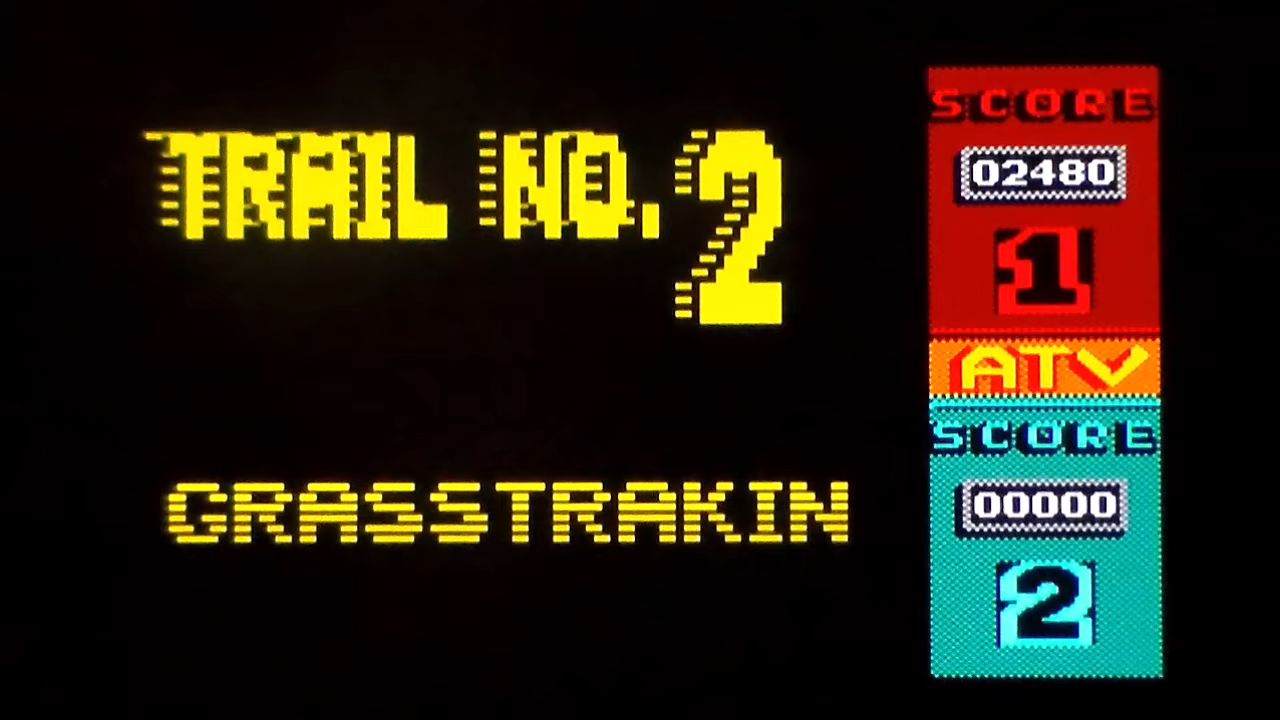 TRAIL NO. 2
GRASSTRAKIN
SCORE
02480
1
ATV
SCORE
00000
2